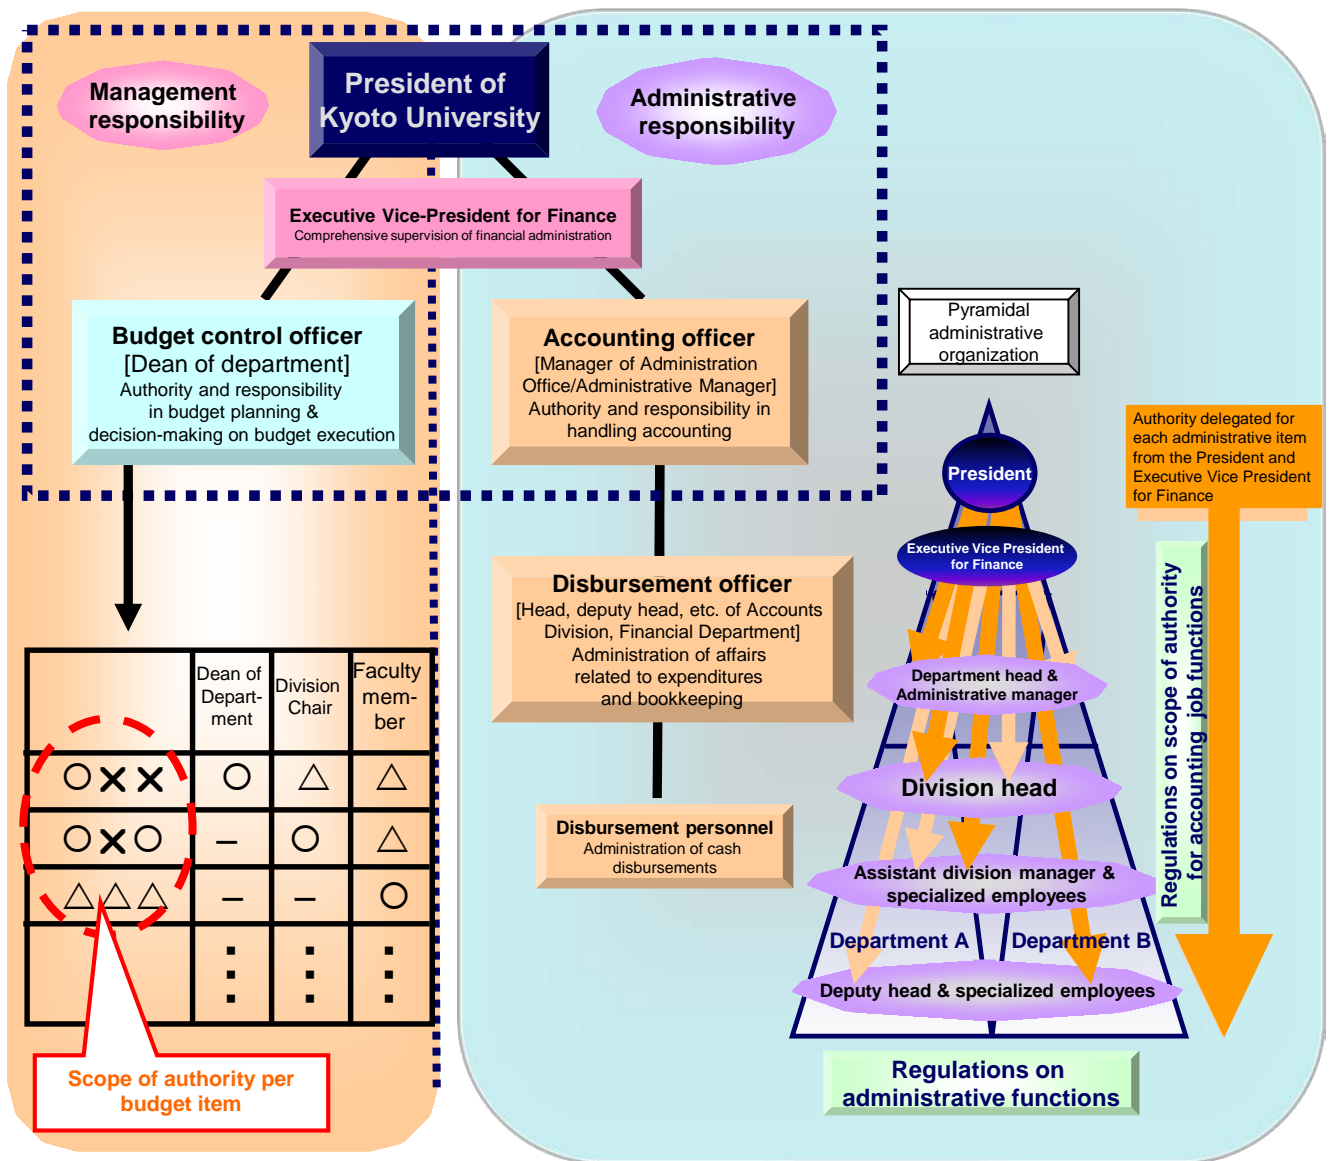 Management
responsibility
President of
Kyoto University
Administrative
responsibility
Executive Vice-President for Finance
Comprehensive supervision of financial administration
Budget control officer
[Dean of department]
Authority and responsibility
in budget planning &
decision-making on budget execution
Accounting officer
[Manager of Administration
Office/Administrative Manager]
Authority and responsibility in
handling accounting
Pyramidal
administrative
organization
Authority delegated for
each administrative item
from the President and
Executive Vice President
for Finance
President
Executive Vice President
for Finance
Disbursement officer
[Head, deputy head, etc. of Accounts
Division, Financial Department]
Administration of affairs
related to expenditures
and bookkeeping
Department head &
Administrative manager
Regulations on scope of authority
for accounting job functions
Dean of
Depart-
ment
Division
Chair
Faculty
mem-
ber
○××  ○  △  △
○×○  –  ○  △
△△△  –  –  ○
⋮  ⋮  ⋮
Division head
Disbursement personnel
Administration of cash
disbursements
Assistant division manager &
specialized employees
Department A
Department B
Deputy head & specialized employees
Scope of authority per
budget item
Regulations on
administrative functions